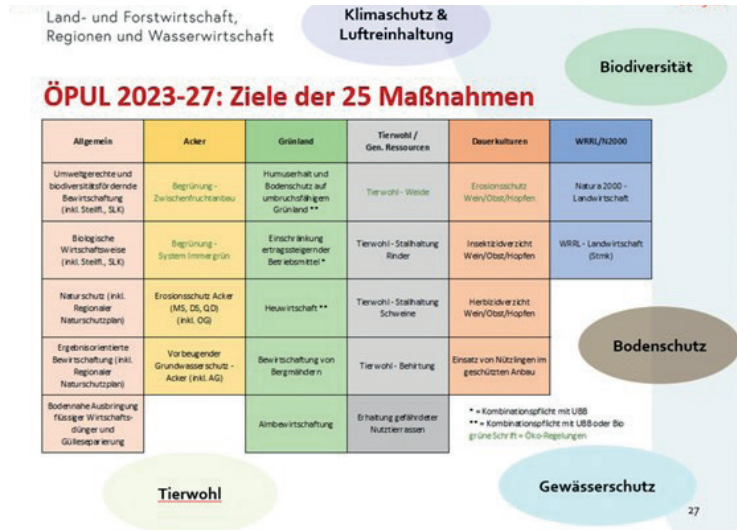 Land- und Forstwirtschaft,
Regionen und Wasserwirtschaft
Klimaschutz &
Luftreinhaltung
Biodiversität
ÖPUL 2023-27: Ziele der 25 Maßnahmen
Allgemein
Acker
Grünland
Tierwohl /
Gen. Ressourcen
Dauerkulturen
WRRL/N2000
Umweltgerechte und
biodiversitätsfördernde
Bewirtschaftung
(inkl. Steilfl., SLK)
Begrünung -
Zwischenfruchtanbau
Humuserhalt und
Bodenschutz auf
umbruchsfähigem
Grünland **
Tierwohl - Weide
Erosionsschutz
Wein/Obst/Hopfen
Natura 2000 -
Landwirtschaft
Biologische
Wirtschaftsweise
(inkl. Steilfl., SLK)
Begrünung -
System Immergrün
Einschränkung
ertragssteigernder
Betriebsmittel *
Tierwohl - Stallhaltung
Rinder
Insektizidverzicht
Wein/Obst/Hopfen
WRRL - Landwirtschaft
(Stmk)
Naturschutz (inkl.
Regionaler
Naturschutzplan)
Erosionsschutz Acker
(MS, DS, QD)
(inkl. OG)
Heuwirtschaft **
Tierwohl - Stallhaltung
Schweine
Herbizidverzicht
Wein/Obst/Hopfen
Ergebnisorientierte
Bewirtschaftung (inkl.
Regionaler
Naturschutzplan)
Vorbeugender
Grundwasserschutz -
Acker (inkl. AG)
Bewirtschaftung von
Bergmähdern
Tierwohl - Behirtung
Einsatz von Nützlingen im
geschützten Anbau
Bodennahe Ausbringung
flüssiger Wirtschafts-
dünger und
Gülleseparierung
Almbewirtschaftung
Erhaltung gefährdeter
Nutztierrassen
* = Kombinationspflicht mit UBB
** = Kombinationspflicht mit UBB oder Bio
grüne Schrift = Öko-Regelungen
Bodenschutz
Tierwohl
Gewässerschutz
27